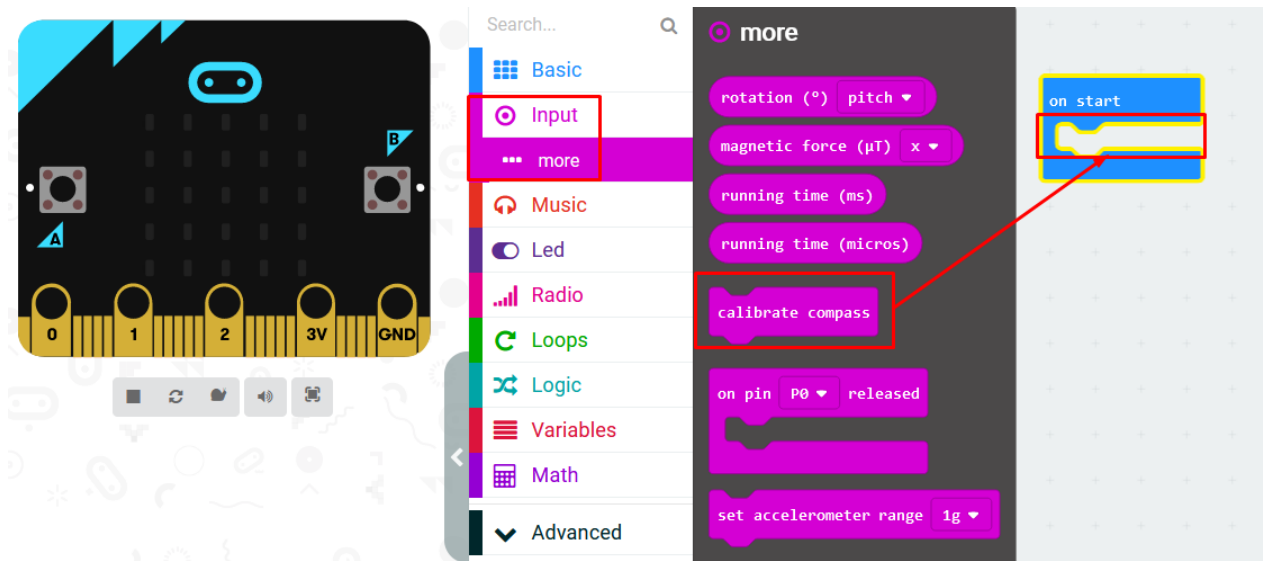 B
A
0
1
2
3V
GND
Search...
Basic
Input
more
Music
Led
Radio
Loops
Logic
Variables
Math
Advanced
more
rotation (°) pitch
magnetic force (µT) x
running time (ms)
running time (micros)
calibrate compass
on pin P0 released
set accelerometer range 1g
on start